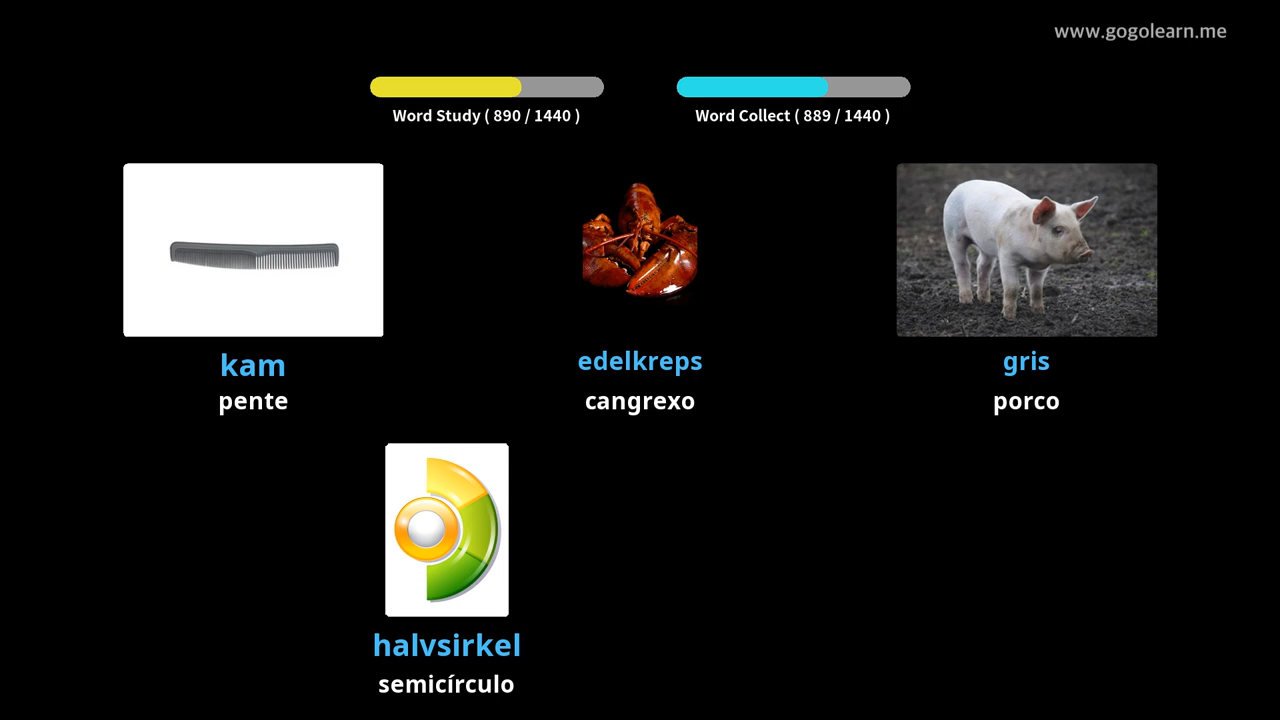 www.gogolearn.me
Word Study ( 890 / 1440 )
Word Collect ( 889 / 1440 )
kam
pente
edelkreps
cangrexo
gris
porco
halvsirkel
semicírculo